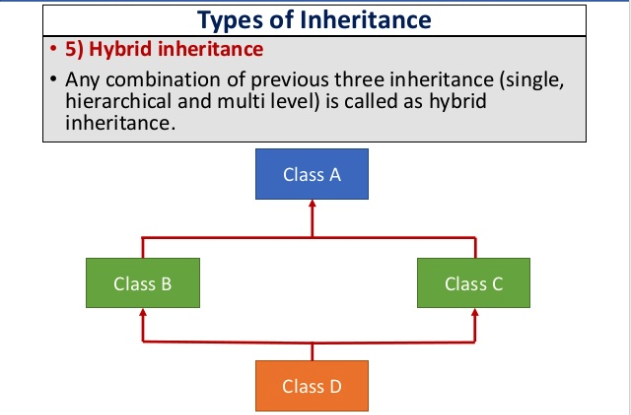 Types of Inheritance
• 5) Hybrid inheritance
• Any combination of previous three inheritance (single,
hierarchical and multi level) is called as hybrid
inheritance.
Class A
Class B
Class C
Class D